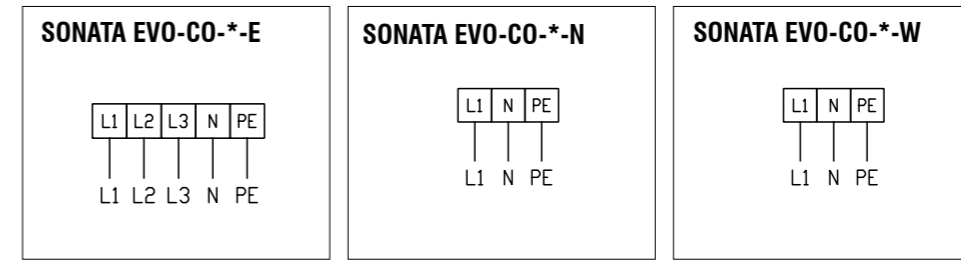 SONATA EVO-CO-*-E
L1 L2 L3 N PE
L1 L2 L3 N PE
SONATA EVO-CO-*-N
L1 N PE
L1 N PE
SONATA EVO-CO-*-W
L1 N PE
L1 N PE